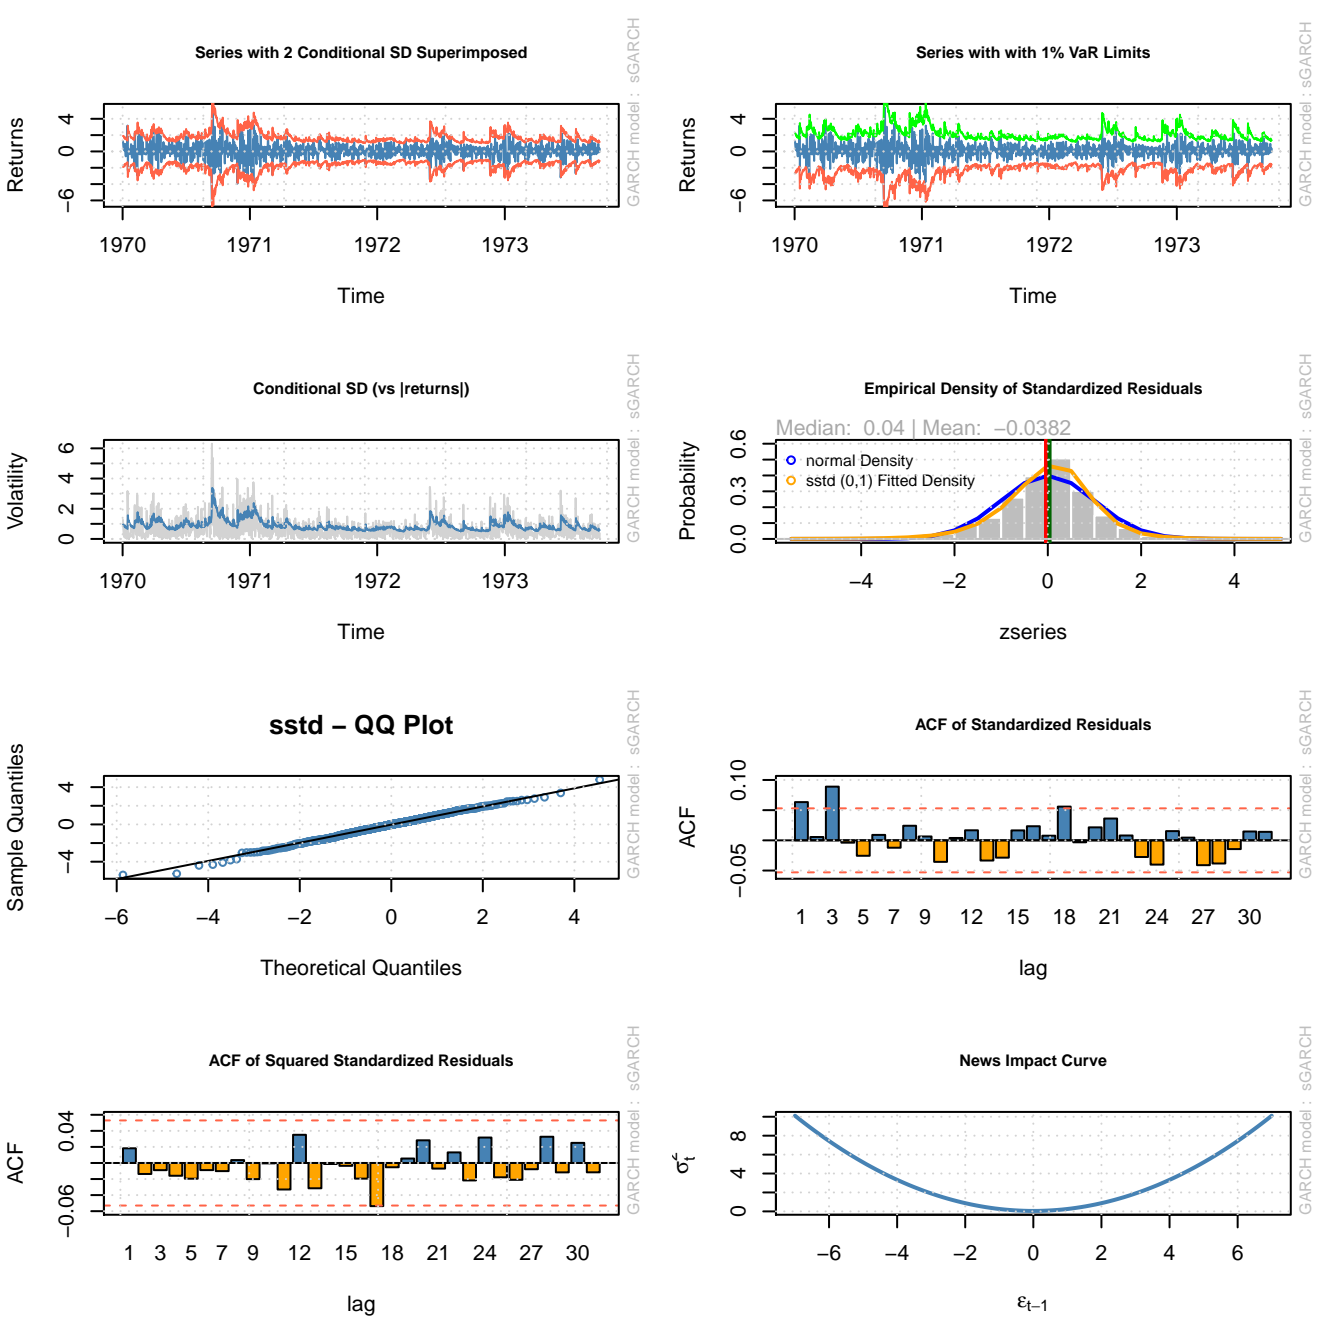 Series with 2 Conditional SD Superimposed
GARCH model : sGARCH
Returns
4
0
−6
1970 1971 1972 1973
Time
Series with with 1% VaR Limits
GARCH model : sGARCH
Returns
4
0
−6
1970 1971 1972 1973
Time
Conditional SD (vs |returns|)
GARCH model : sGARCH
Volatility
6
4
2
0
1970 1971 1972 1973
Time
Empirical Density of Standardized Residuals
GARCH model : sGARCH
Median: 0.04 | Mean: −0.0382
Probability
0.6
0.3
0.0
normal Density
sstd (0,1) Fitted Density
−4 −2 0 2 4
zseries
sstd − QQ Plot
GARCH model : sGARCH
Sample Quantiles
4
0
−4
−6 −4 −2 0 2 4
Theoretical Quantiles
ACF of Standardized Residuals
GARCH model : sGARCH
ACF
0.10
−0.05
1 3 5 7 9 12 15 18 21 24 27 30
lag
ACF of Squared Standardized Residuals
GARCH model : sGARCH
ACF
0.04
−0.06
1 3 5 7 9 12 15 18 21 24 27 30
lag
News Impact Curve
GARCH model : sGARCH
σt²
8
4
0
−6 −4 −2 0 2 4 6
εt−1